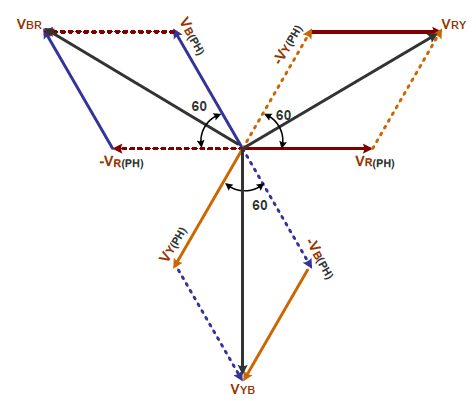 VBR
VB(PH)
-VY(PH)
VRY
60
60
-VR(PH)
VR(PH)
60
VY(PH)
-VB(PH)
VYB